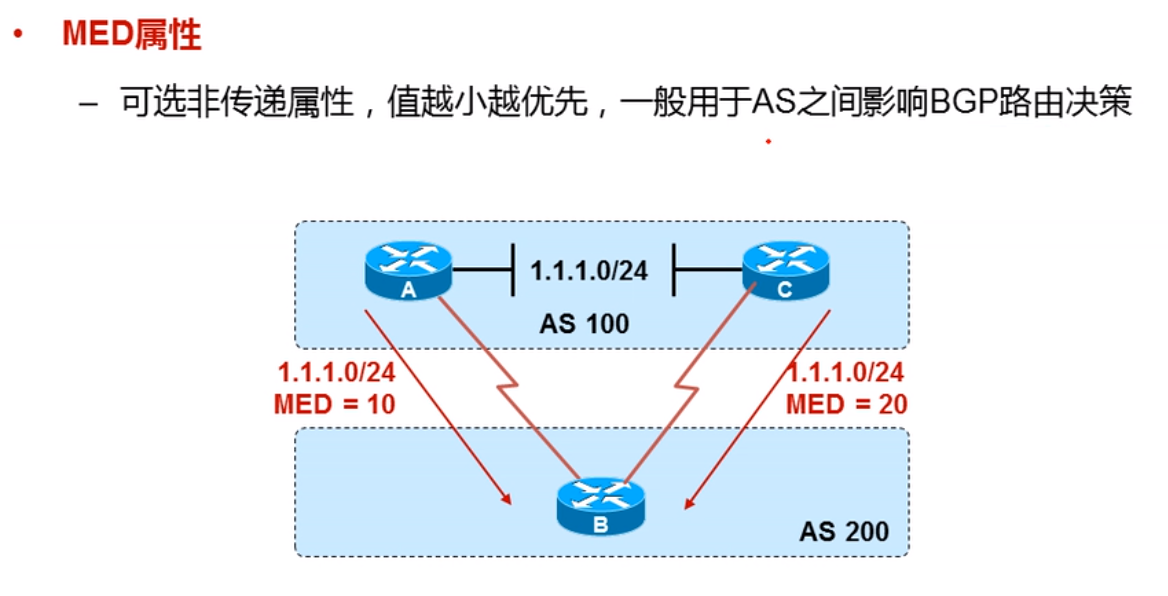 • MED属性
– 可选非传递属性，值越小越优先，一般用于AS之间影响BGP路由决策
A
1.1.1.0/24
C
AS 100
1.1.1.0/24
MED = 10
1.1.1.0/24
MED = 20
B
AS 200